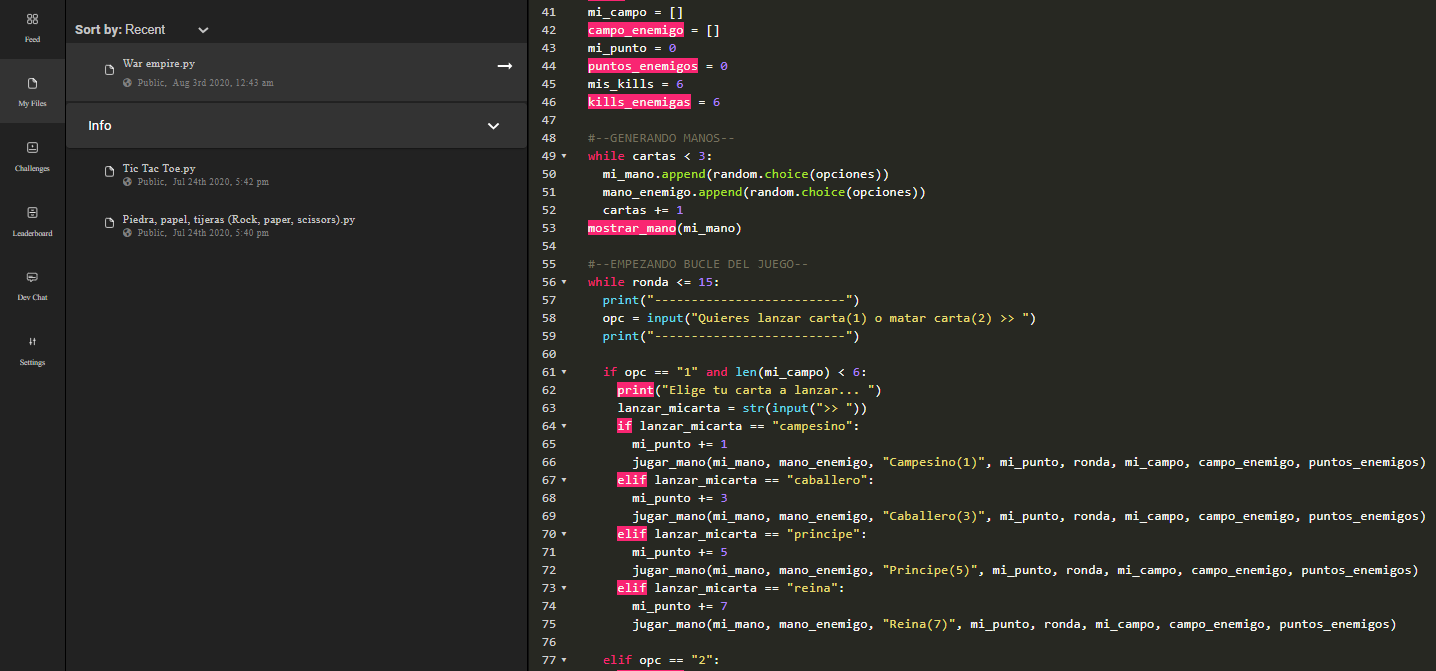 Feed
My Files
Challenges
Leaderboard
Dev Chat
Settings
Sort by: Recent
War empire.py
Public, Aug 3rd 2020, 12:43 am
Info
Tic Tac Toe.py
Public, Jul 24th 2020, 5:42 pm
Piedra, papel, tijeras (Rock, paper, scissors).py
Public, Jul 24th 2020, 5:40 pm
41 mi_campo = []
42 campo_enemigo = []
43 mi_punto = 0
44 puntos_enemigos = 0
45 mis_kills = 6
46 kills_enemigas = 6
47
48 #--GENERANDO MANOS--
49 while cartas < 3:
50   mi_mano.append(random.choice(opciones))
51   mano_enemigo.append(random.choice(opciones))
52   cartas += 1
53 mostrar_mano(mi_mano)
54
55 #--EMPEZANDO BUCLE DEL JUEGO--
56 while ronda <= 15:
57   print("--------------------------")
58   opc = input("Quieres lanzar carta(1) o matar carta(2) >> ")
59   print("--------------------------")
60
61   if opc == "1" and len(mi_campo) < 6:
62     print("Elige tu carta a lanzar... ")
63     lanzar_micarta = str(input(">> "))
64     if lanzar_micarta == "campesino":
65       mi_punto += 1
66       jugar_mano(mi_mano, mano_enemigo, "Campesino(1)", mi_punto, ronda, mi_campo, campo_enemigo, puntos_enemigos)
67     elif lanzar_micarta == "caballero":
68       mi_punto += 3
69       jugar_mano(mi_mano, mano_enemigo, "Caballero(3)", mi_punto, ronda, mi_campo, campo_enemigo, puntos_enemigos)
70     elif lanzar_micarta == "principe":
71       mi_punto += 5
72       jugar_mano(mi_mano, mano_enemigo, "Principe(5)", mi_punto, ronda, mi_campo, campo_enemigo, puntos_enemigos)
73     elif lanzar_micarta == "reina":
74       mi_punto += 7
75       jugar_mano(mi_mano, mano_enemigo, "Reina(7)", mi_punto, ronda, mi_campo, campo_enemigo, puntos_enemigos)
76
77   elif opc == "2":